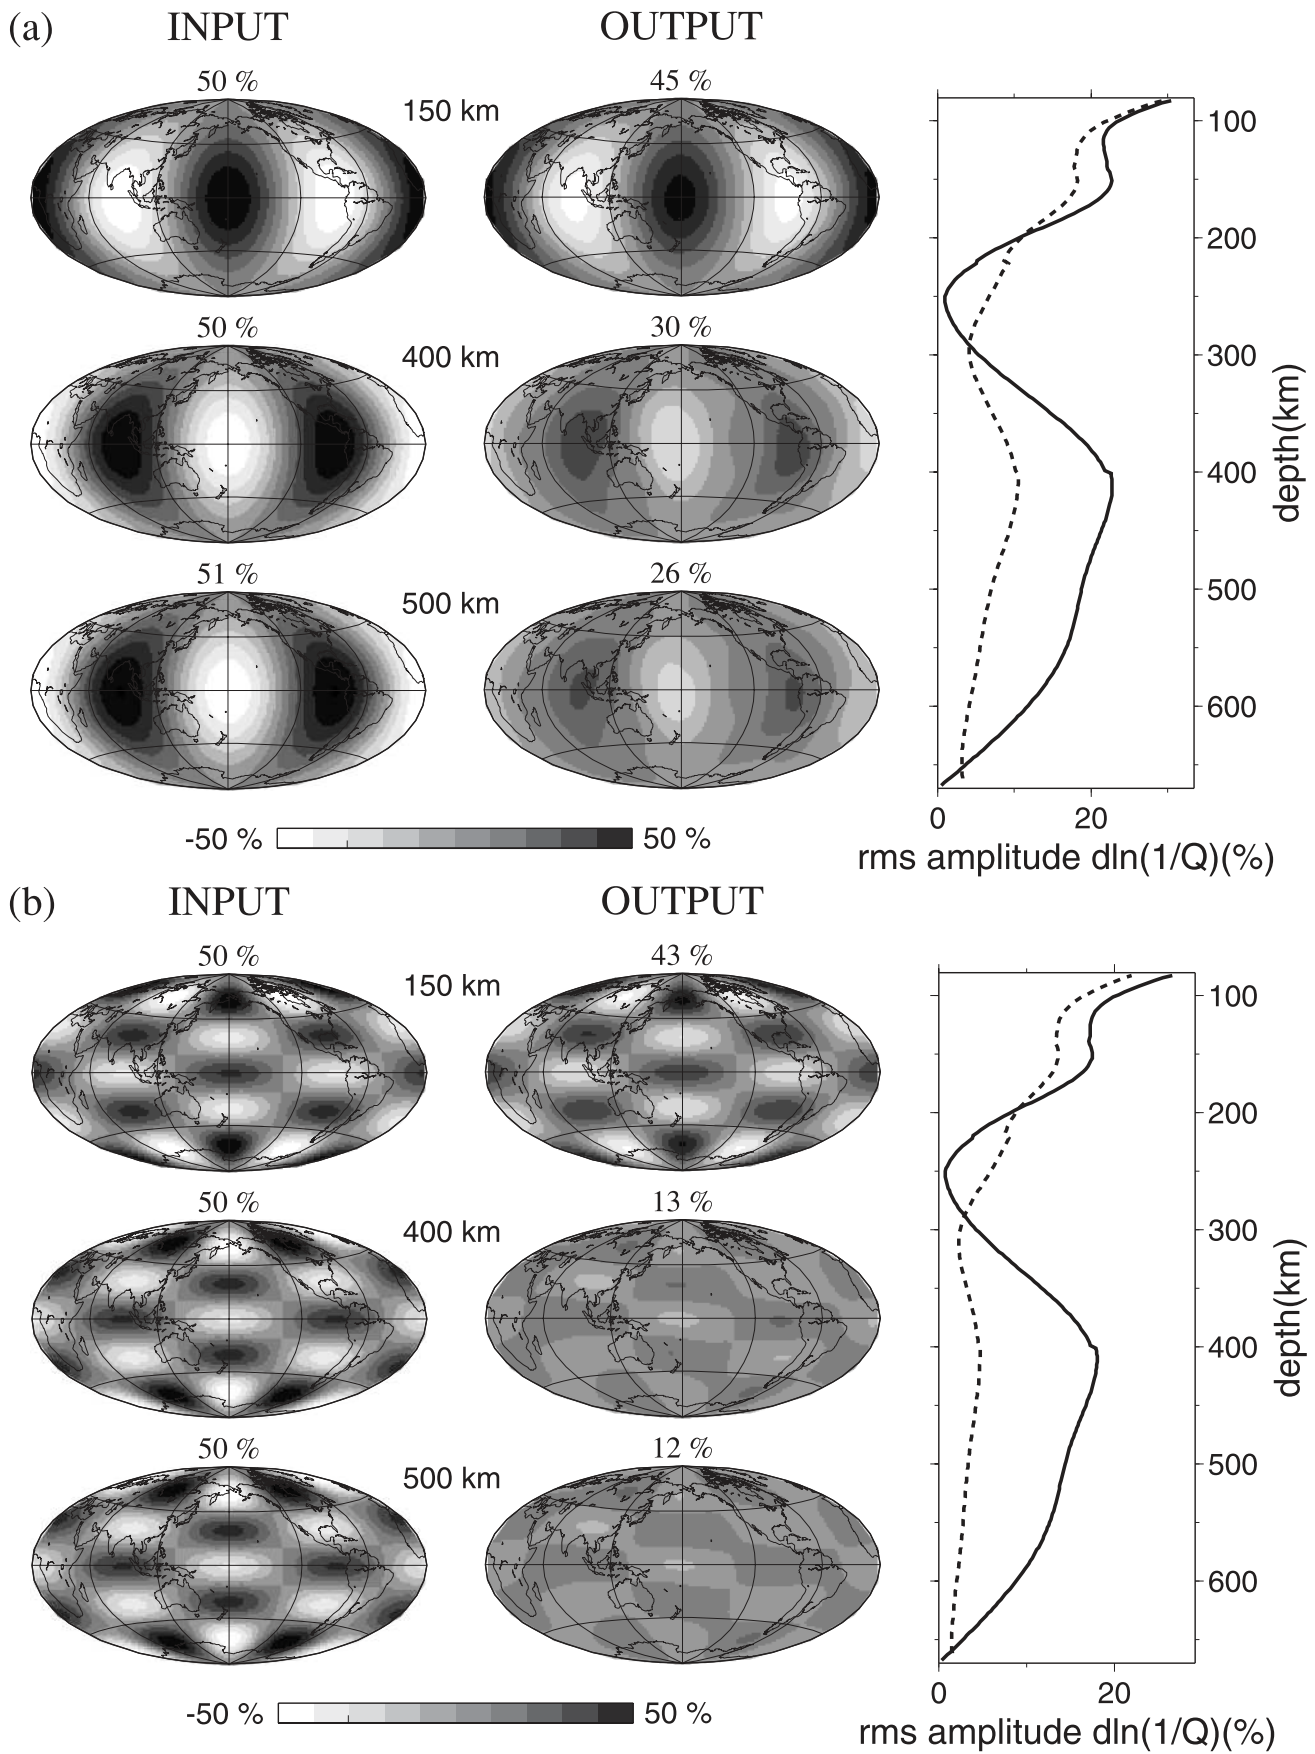 (a) INPUT OUTPUT
50 % 45 %
150 km
50 % 30 %
400 km
51 % 26 %
500 km
100
200
300
400
500
600
depth(km)
0 20
rms amplitude dln(1/Q)(%)
-50 % 50 %
(b) INPUT OUTPUT
50 % 43 %
150 km
50 % 13 %
400 km
50 % 12 %
500 km
100
200
300
400
500
600
depth(km)
0 20
rms amplitude dln(1/Q)(%)
-50 % 50 %